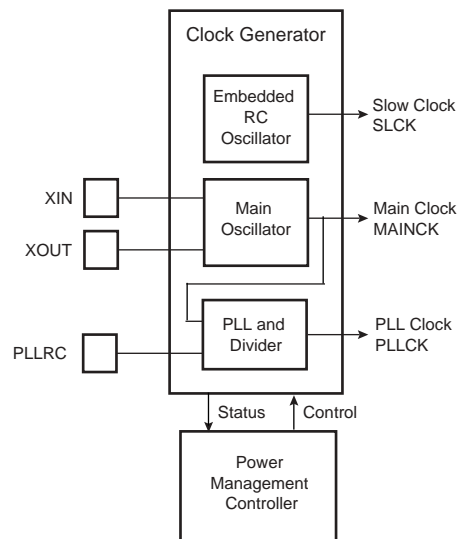 Clock Generator
Embedded
RC
Oscillator
Slow Clock
SLCK
XIN
Main
Oscillator
Main Clock
MAINCK
XOUT
PLL and
Divider
PLL Clock
PLLCK
PLLRC
Status
Control
Power
Management
Controller